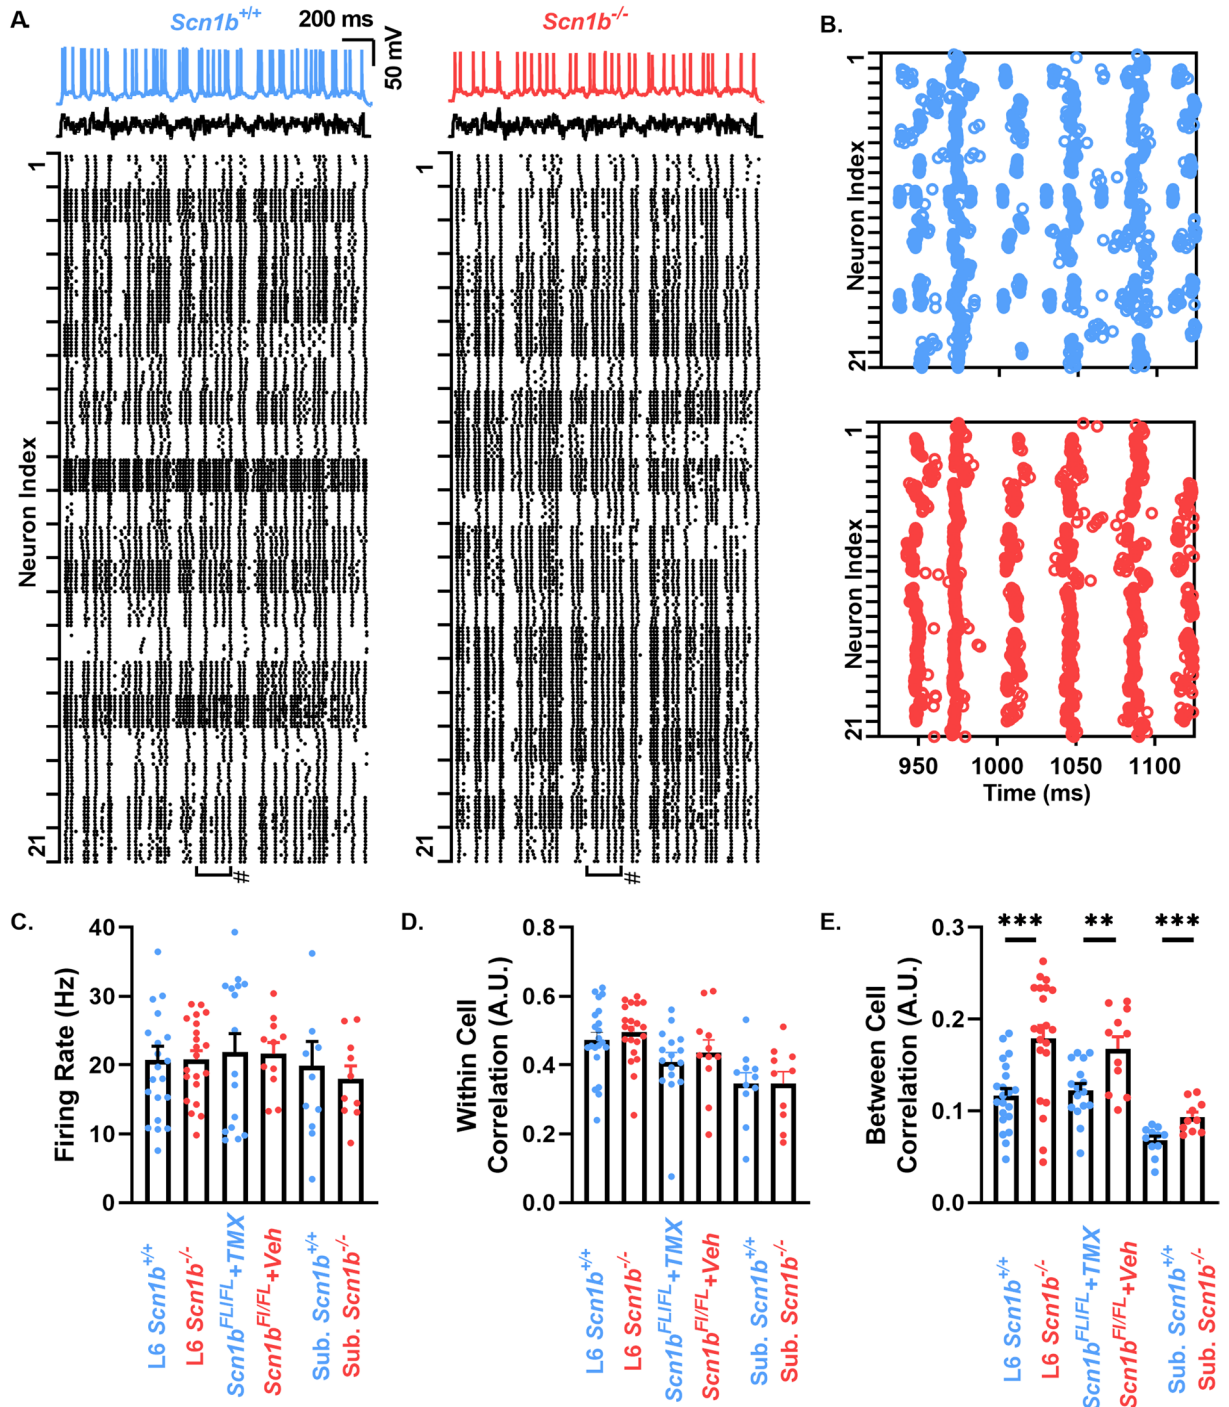 A.
Scn1b+/+
200 ms
50 mV
Scn1b-/-
Neuron Index
1
21
#
1
21
#
B.
Neuron Index
1
21
Neuron Index
1
21
950 1000 1050 1100
Time (ms)
C.
Firing Rate (Hz)
40
30
20
10
0
L6 Scn1b+/+
L6 Scn1b-/-
Scn1bFL/FL+TMX
Scn1bFl/FL+Veh
Sub. Scn1b+/+
Sub. Scn1b-/-
D.
Within Cell
Correlation (A.U.)
0.8
0.6
0.4
0.2
0.0
L6 Scn1b+/+
L6 Scn1b-/-
Scn1bFL/FL+TMX
Scn1bFl/FL+Veh
Sub. Scn1b+/+
Sub. Scn1b-/-
E.
Between Cell
Correlation (A.U.)
0.3
0.2
0.1
0.0
*** ** ***
L6 Scn1b+/+
L6 Scn1b-/-
Scn1bFL/FL+TMX
Scn1bFl/FL+Veh
Sub. Scn1b+/+
Sub. Scn1b-/-